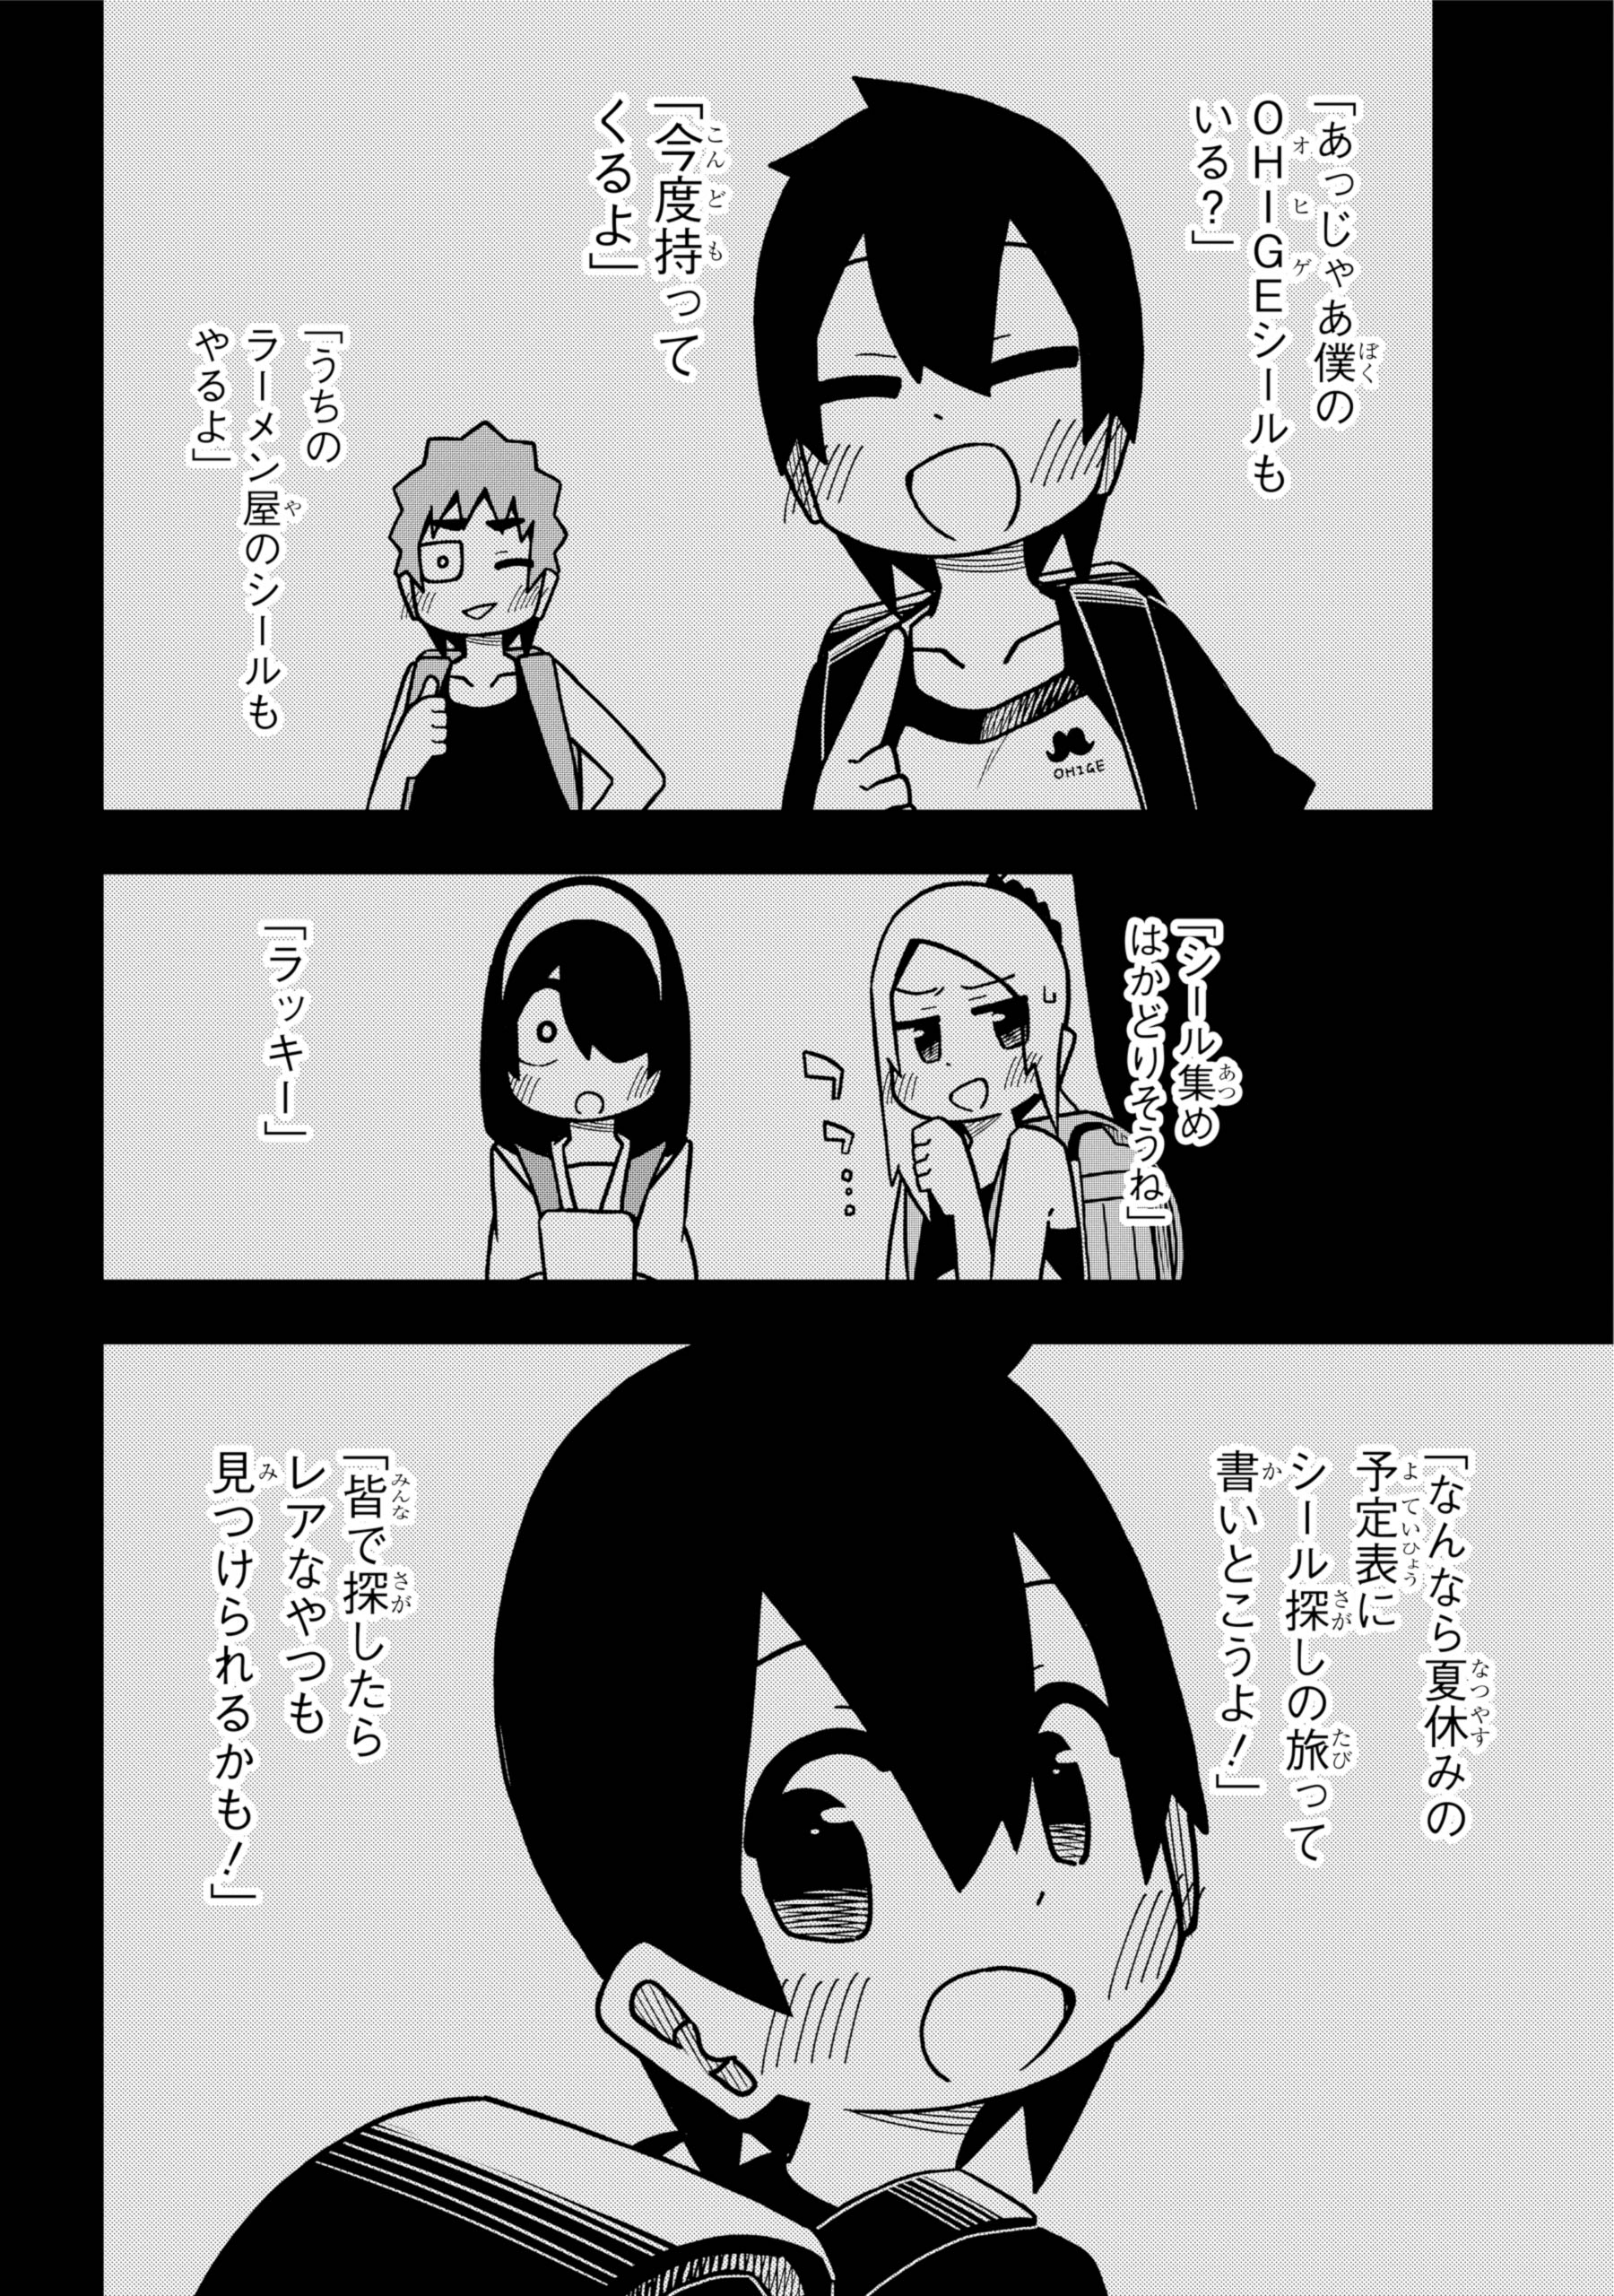 「あっじゃあ僕の
OHIGEシールも
いる?」
「今度持って
くるよ」
「うちの
ラーメン屋のシールも
やるよ」
OHIGE
「シール集め
はかどりそうね」
「ラッキー」
「なんなら夏休みの
予定表に
シール探しの旅って
書いとこうよ!」
「皆で探したら
レアなやつも
見つけられるかも!」